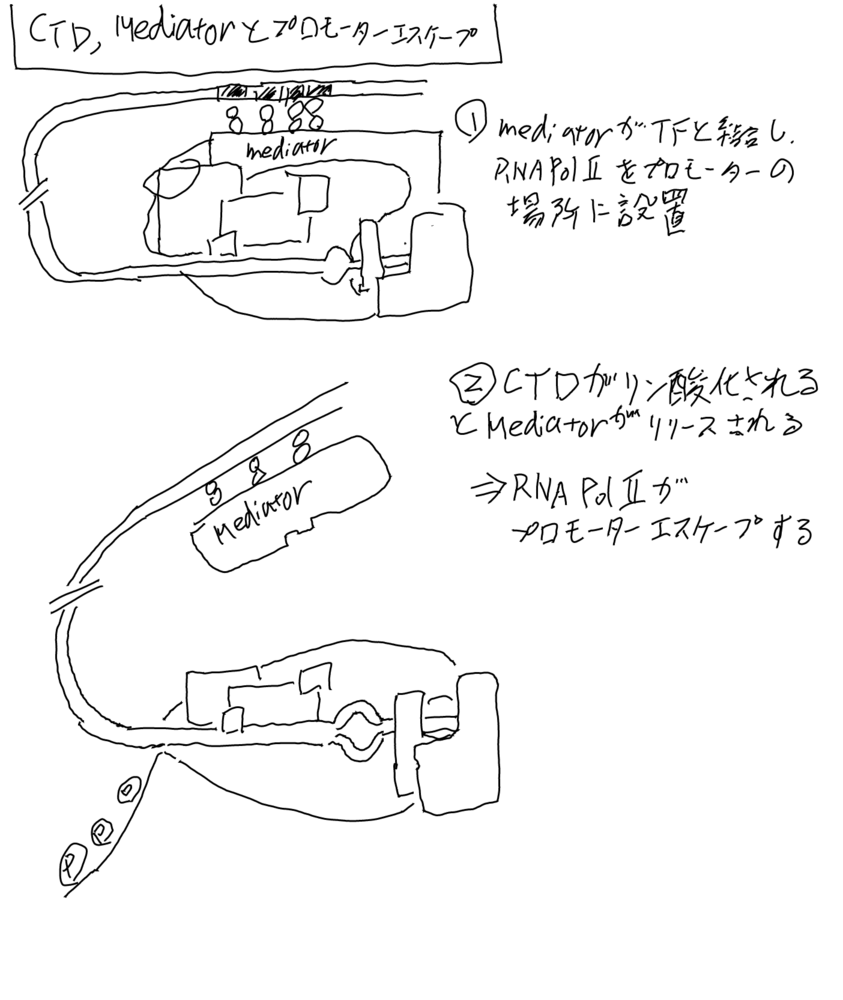 CTD, Mediatorとプロモーターエスケープ
mediator
① mediatorがTFと結合し、
RNA Pol II をプロモーターの
場所に設置
② CTDがリン酸化される
とMediatorがリリースされる
⇒ RNA Pol II が
プロモーターエスケープする
Mediator
P
P
P